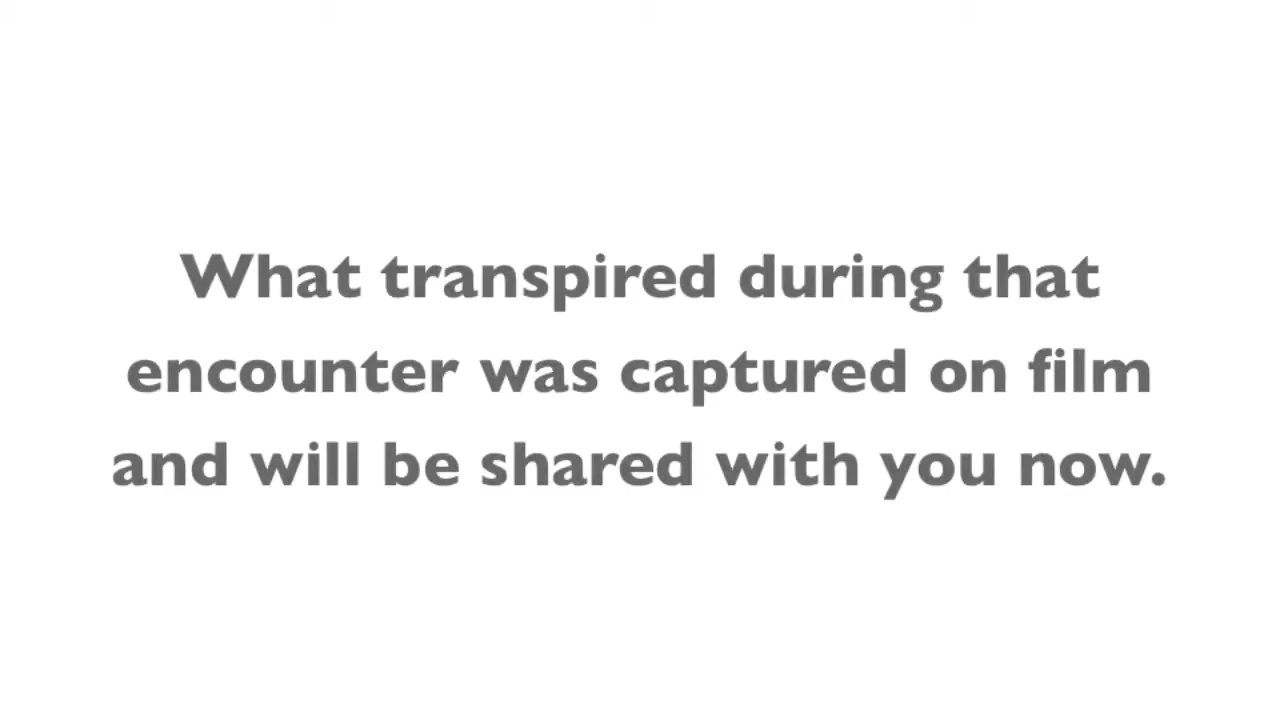 What transpired during that
encounter was captured on film
and will be shared with you now.